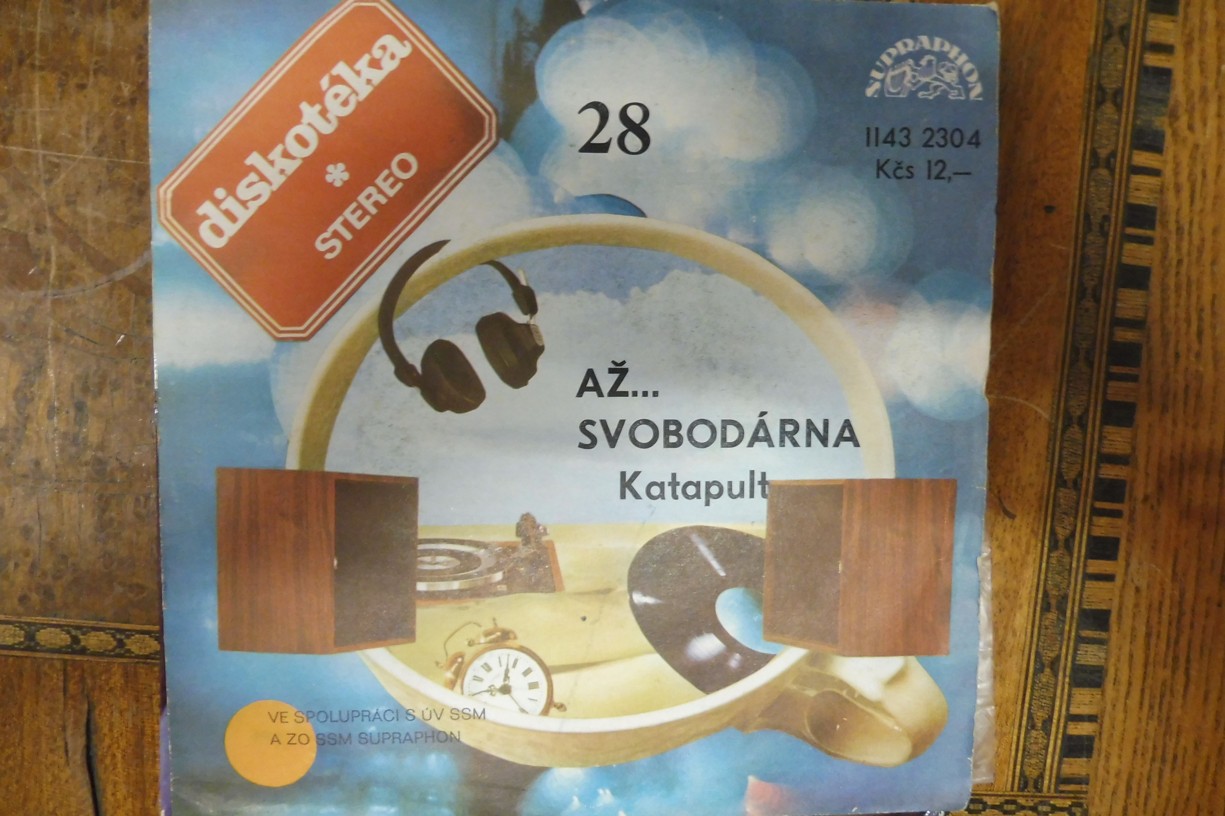 diskotéka
*
STEREO
28
SUPRAPHON
1143 2304
Kčs 12,—
AŽ...
SVOBODÁRNA
Katapult
VE SPOLUPRÁCI S ÚV SSM
A ZO SSM SUPRAPHON